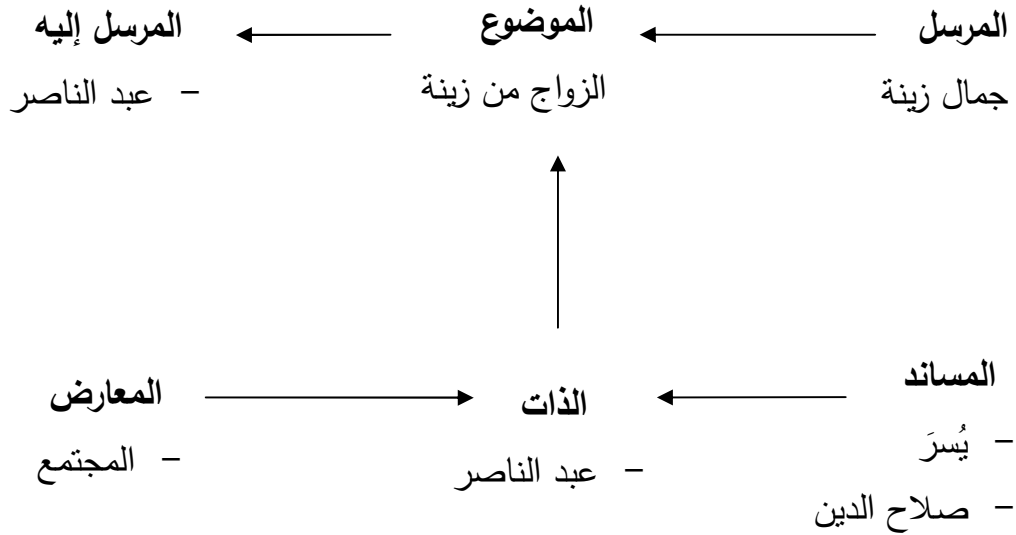 المرسل
جمال زينة
الموضوع
الزواج من زينة
المرسل إليه
- عبد الناصر
المساند
- يُسرَ
- صلاح الدين
الذات
- عبد الناصر
المعارض
- المجتمع